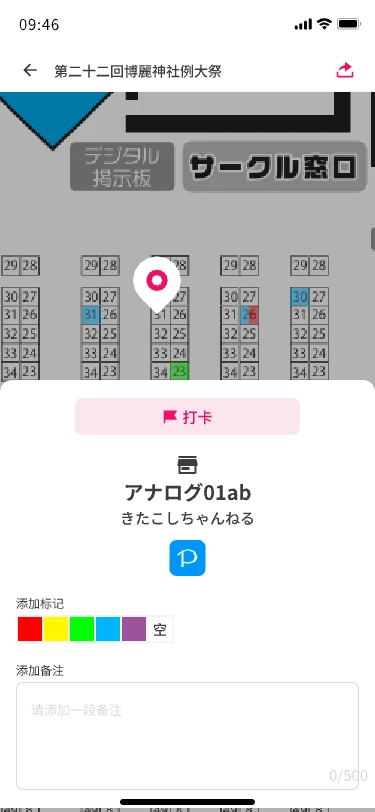 09:46
第二十二回博麗神社例大祭
デジタル
掲示板
サークル窓口
29 28 29 28 28 29 28 29 28
30 27 30 27 27 30 27 30 27
31 26 31 26 31 26 31 26 31 26
32 25 32 25 32 25 32 25 32 25
33 24 33 24 33 24 33 24 33 24
34 23 34 23 34 23 34 23 34 23
打卡
アナログ01ab
きたこしちゃんねる
添加标记
空
添加备注
请添加一段备注
0/500